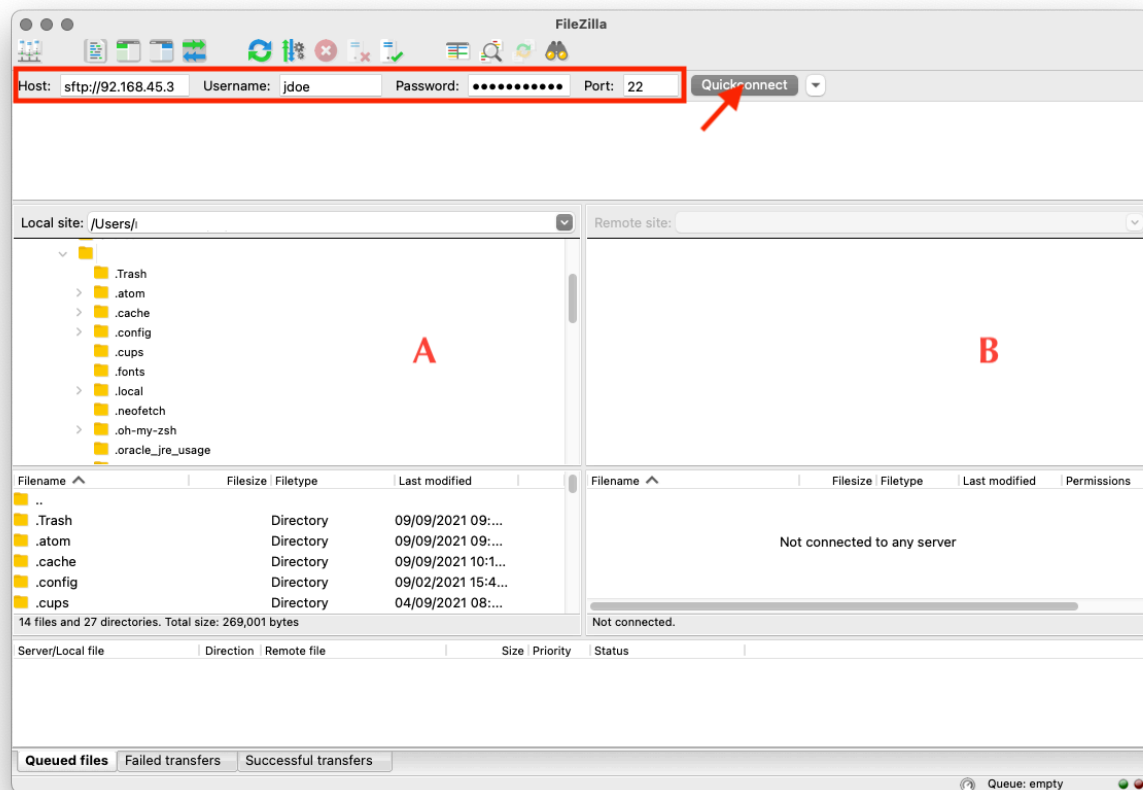 FileZilla
Host: sftp://92.168.45.3 Username: jdoe Password: ●●●●●●●●●●● Port: 22 Quickconnect
Local site: /Users/
Remote site:
.Trash
.atom
.cache
.config
.cups
.fonts
.local
.neofetch
.oh-my-zsh
.oracle_jre_usage
A
B
Filename Filesize Filetype Last modified
..
.Trash Directory 09/09/2021 09:...
.atom Directory 09/09/2021 09:...
.cache Directory 09/09/2021 10:1...
.config Directory 09/02/2021 15:4...
.cups Directory 04/09/2021 08:...
14 files and 27 directories. Total size: 269,001 bytes
Filename Filesize Filetype Last modified Permissions
Not connected to any server
Not connected.
Server/Local file Direction Remote file Size Priority Status
Queued files Failed transfers Successful transfers
Queue: empty